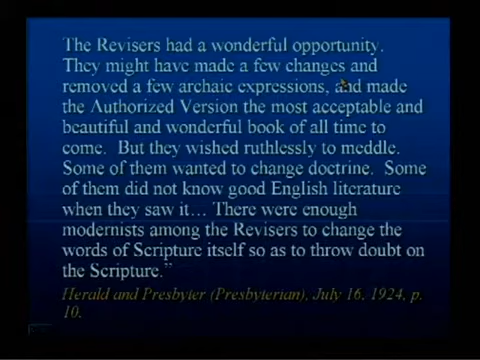 The Revisers had a wonderful opportunity.
They might have made a few changes and
removed a few archaic expressions, and made
the Authorized Version the most acceptable and
beautiful and wonderful book of all time to
come.  But they wished ruthlessly to meddle.
Some of them wanted to change doctrine.  Some
of them did not know good English literature
when they saw it… There were enough
modernists among the Revisers to change the
words of Scripture itself so as to throw doubt on
the Scripture.”
Herald and Presbyter (Presbyterian), July 16, 1924, p.
10.